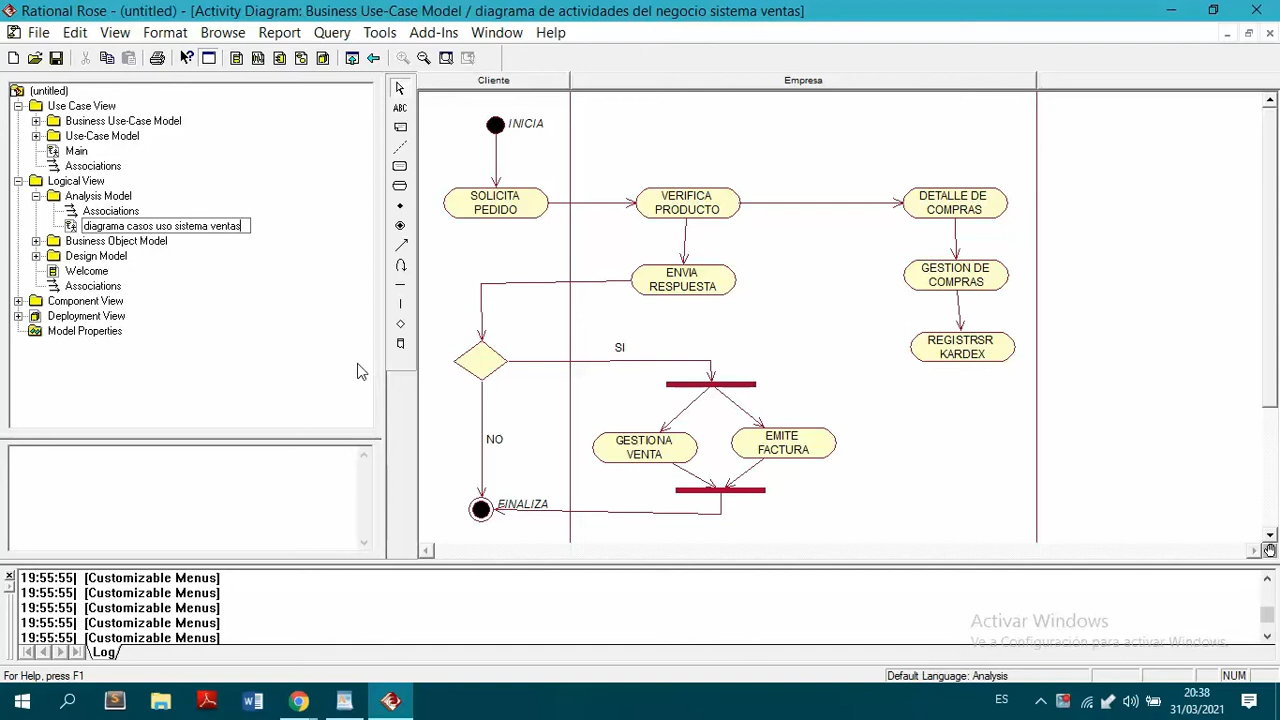 Rational Rose - (untitled) - [Activity Diagram: Business Use-Case Model / diagrama de actividades del negocio sistema ventas]
File Edit View Format Browse Report Query Tools Add-Ins Window Help
(untitled)
Use Case View
Business Use-Case Model
Use-Case Model
Main
Associations
Logical View
Analysis Model
Associations
diagrama casos uso sistema ventas
Business Object Model
Design Model
Welcome
Associations
Component View
Deployment View
Model Properties
ABC
Cliente
Empresa
INICIA
SOLICITA
PEDIDO
VERIFICA
PRODUCTO
DETALLE DE
COMPRAS
ENVIA
RESPUESTA
GESTION DE
COMPRAS
REGISTRSR
KARDEX
SI
NO
GESTIONA
VENTA
EMITE
FACTURA
FINALIZA
19:55:55| [Customizable Menus]
19:55:55| [Customizable Menus]
19:55:55| [Customizable Menus]
19:55:55| [Customizable Menus]
19:55:55| [Customizable Menus]
Log
Activar Windows
Ve a Configuración para activar Windows.
For Help, press F1
Default Language: Analysis
NUM
ES
20:38
31/03/2021